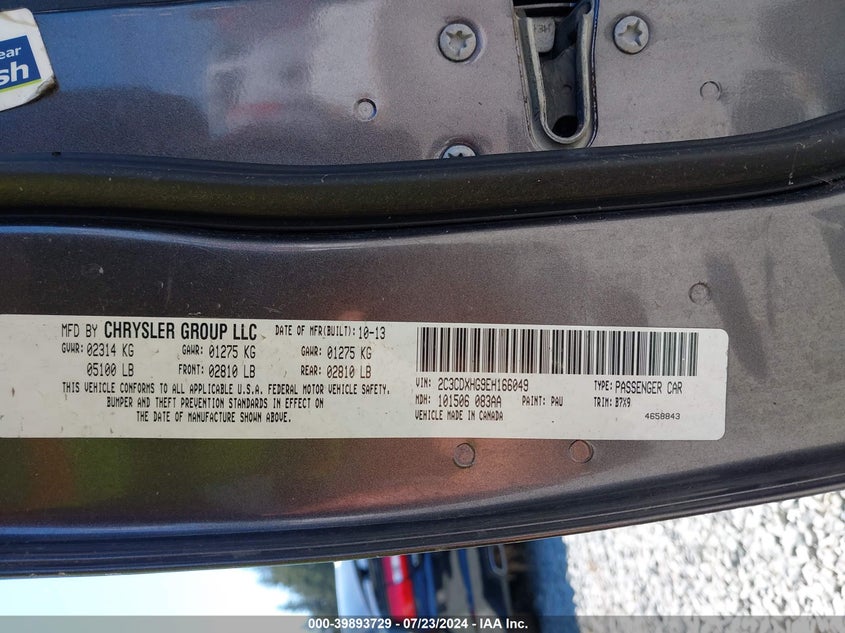 ear
sh
MFD BY CHRYSLER GROUP LLC DATE OF MFR(BUILT): 10-13
GVWR: 02314 KG GAWR: 01275 KG GAWR: 01275 KG
05100 LB FRONT: 02810 LB REAR: 02810 LB
THIS VEHICLE CONFORMS TO ALL APPLICABLE U.S.A. FEDERAL MOTOR VEHICLE SAFETY,
BUMPER AND THEFT PREVENTION STANDARDS IN EFFECT ON
THE DATE OF MANUFACTURE SHOWN ABOVE.
VIN: 2C3CDXHG9EH166049 TYPE: PASSENGER CAR
MDH: 101506 083AA PAINT: PAU TRIM: B7X9
VEHICLE MADE IN CANADA 4658843
000-39893729 / 07/23/2024 / IAA Inc.